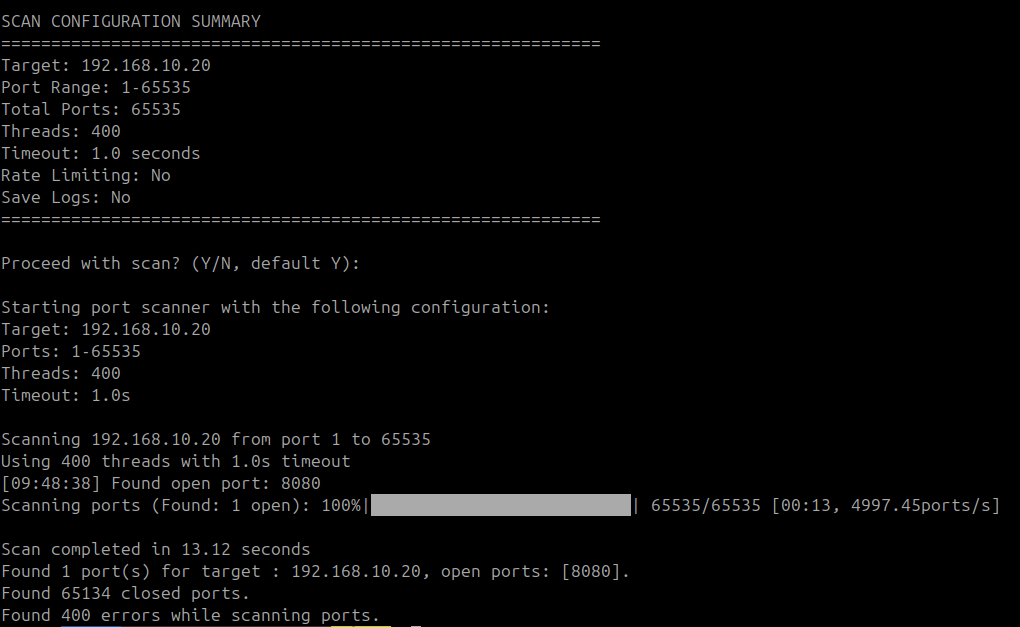 SCAN CONFIGURATION SUMMARY
============================================================
Target: 192.168.10.20
Port Range: 1-65535
Total Ports: 65535
Threads: 400
Timeout: 1.0 seconds
Rate Limiting: No
Save Logs: No
============================================================
Proceed with scan? (Y/N, default Y):
Starting port scanner with the following configuration:
Target: 192.168.10.20
Ports: 1-65535
Threads: 400
Timeout: 1.0s
Scanning 192.168.10.20 from port 1 to 65535
Using 400 threads with 1.0s timeout
[09:48:38] Found open port: 8080
Scanning ports (Found: 1 open): 100%|██████████████████████████| 65535/65535 [00:13, 4997.45ports/s]
Scan completed in 13.12 seconds
Found 1 port(s) for target : 192.168.10.20, open ports: [8080].
Found 65134 closed ports.
Found 400 errors while scanning ports.